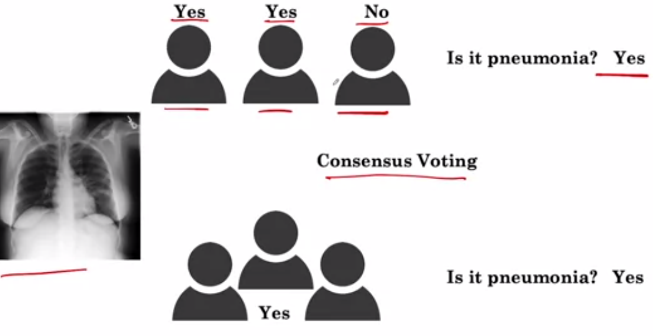 Yes Yes No
Is it pneumonia? Yes
Consensus Voting
Is it pneumonia? Yes
Yes